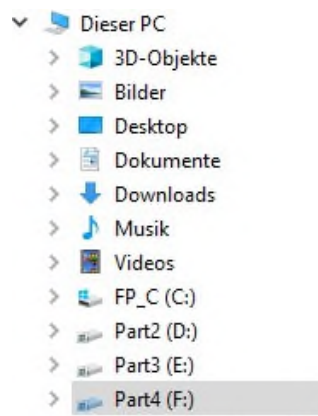 Dieser PC
3D-Objekte
Bilder
Desktop
Dokumente
Downloads
Musik
Videos
FP_C (C:)
Part2 (D:)
Part3 (E:)
Part4 (F:)